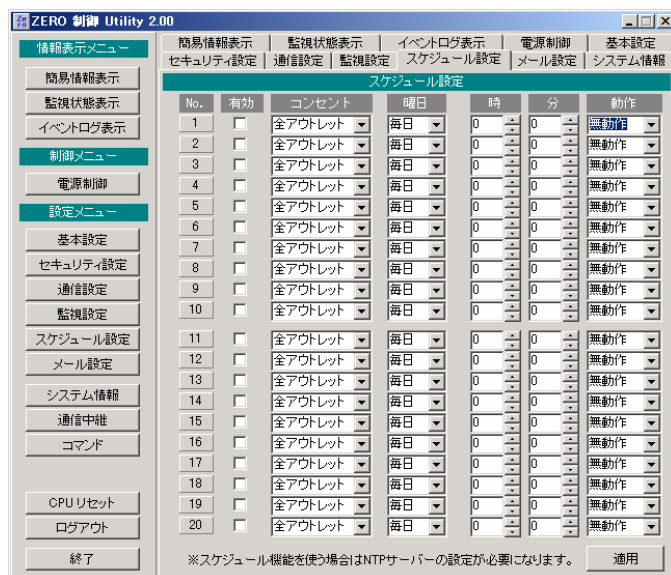 ZERO 制御 Utility 2.00
情報表示メニュー
簡易情報表示
監視状態表示
イベントログ表示
制御メニュー
電源制御
設定メニュー
基本設定
セキュリティ設定
通信設定
監視設定
スケジュール設定
メール設定
システム情報
通信中継
コマンド
CPUリセット
ログアウト
終了
簡易情報表示 監視状態表示 イベントログ表示 電源制御 基本設定
セキュリティ設定 通信設定 監視設定 スケジュール設定 メール設定 システム情報
スケジュール設定
No. 有効 コンセント 曜日 時 分 動作
1 全アウトレット 毎日 0 0 無動作
2 全アウトレット 毎日 0 0 無動作
3 全アウトレット 毎日 0 0 無動作
4 全アウトレット 毎日 0 0 無動作
5 全アウトレット 毎日 0 0 無動作
6 全アウトレット 毎日 0 0 無動作
7 全アウトレット 毎日 0 0 無動作
8 全アウトレット 毎日 0 0 無動作
9 全アウトレット 毎日 0 0 無動作
10 全アウトレット 毎日 0 0 無動作
11 全アウトレット 毎日 0 0 無動作
12 全アウトレット 毎日 0 0 無動作
13 全アウトレット 毎日 0 0 無動作
14 全アウトレット 毎日 0 0 無動作
15 全アウトレット 毎日 0 0 無動作
16 全アウトレット 毎日 0 0 無動作
17 全アウトレット 毎日 0 0 無動作
18 全アウトレット 毎日 0 0 無動作
19 全アウトレット 毎日 0 0 無動作
20 全アウトレット 毎日 0 0 無動作
※スケジュール機能を使う場合はNTPサーバーの設定が必要になります。 適用